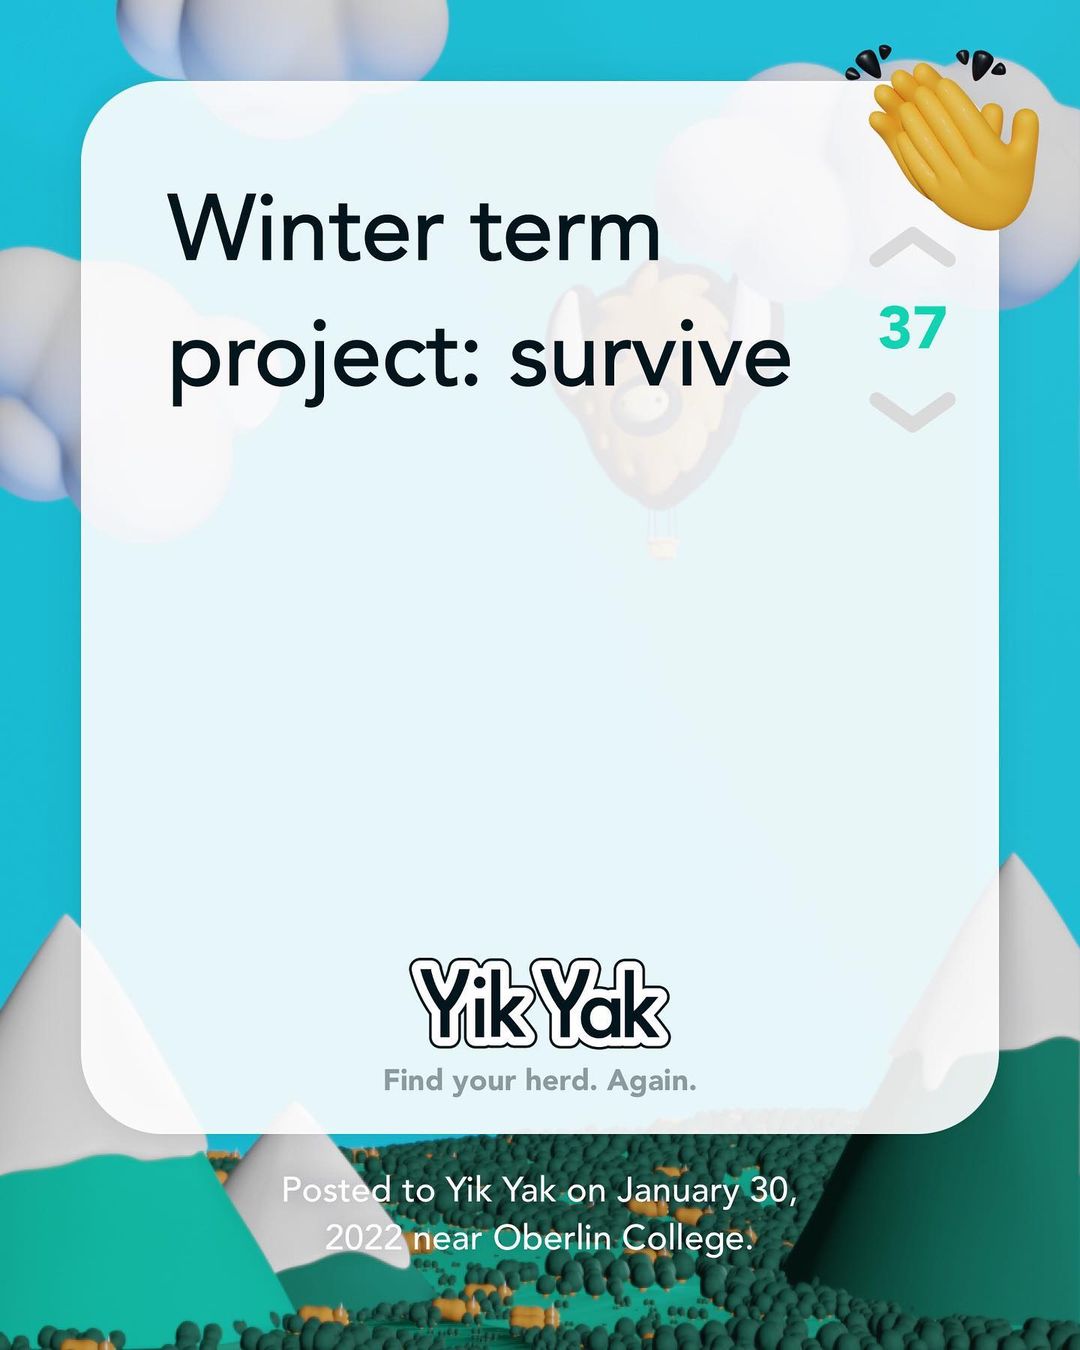 Winter term
project: survive
37
Yik Yak
Find your herd. Again.
Posted to Yik Yak on January 30,
2022 near Oberlin College.